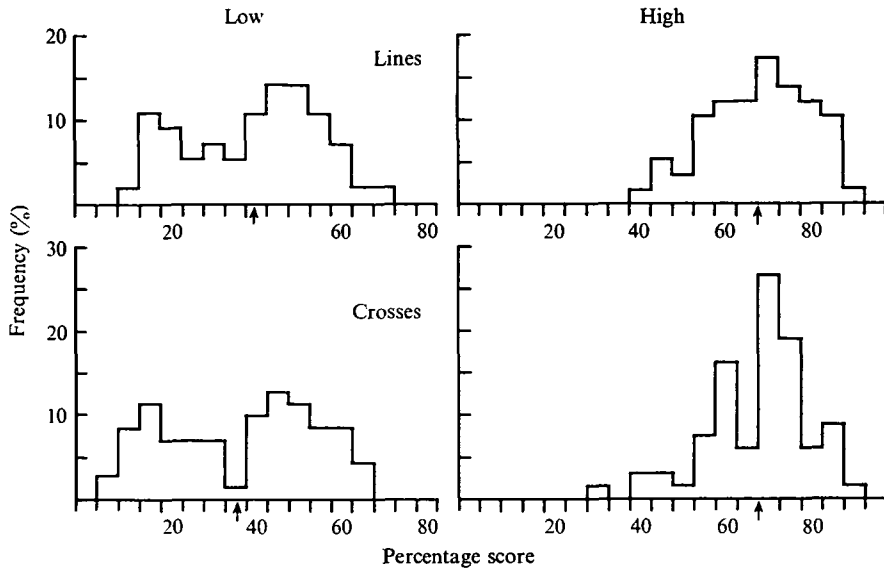 Low High
20 Lines
10
20 40 60 80 20 40 60 80
Frequency (%)
30
Crosses
20
10
20 40 60 80 20 40 60 80
Percentage score